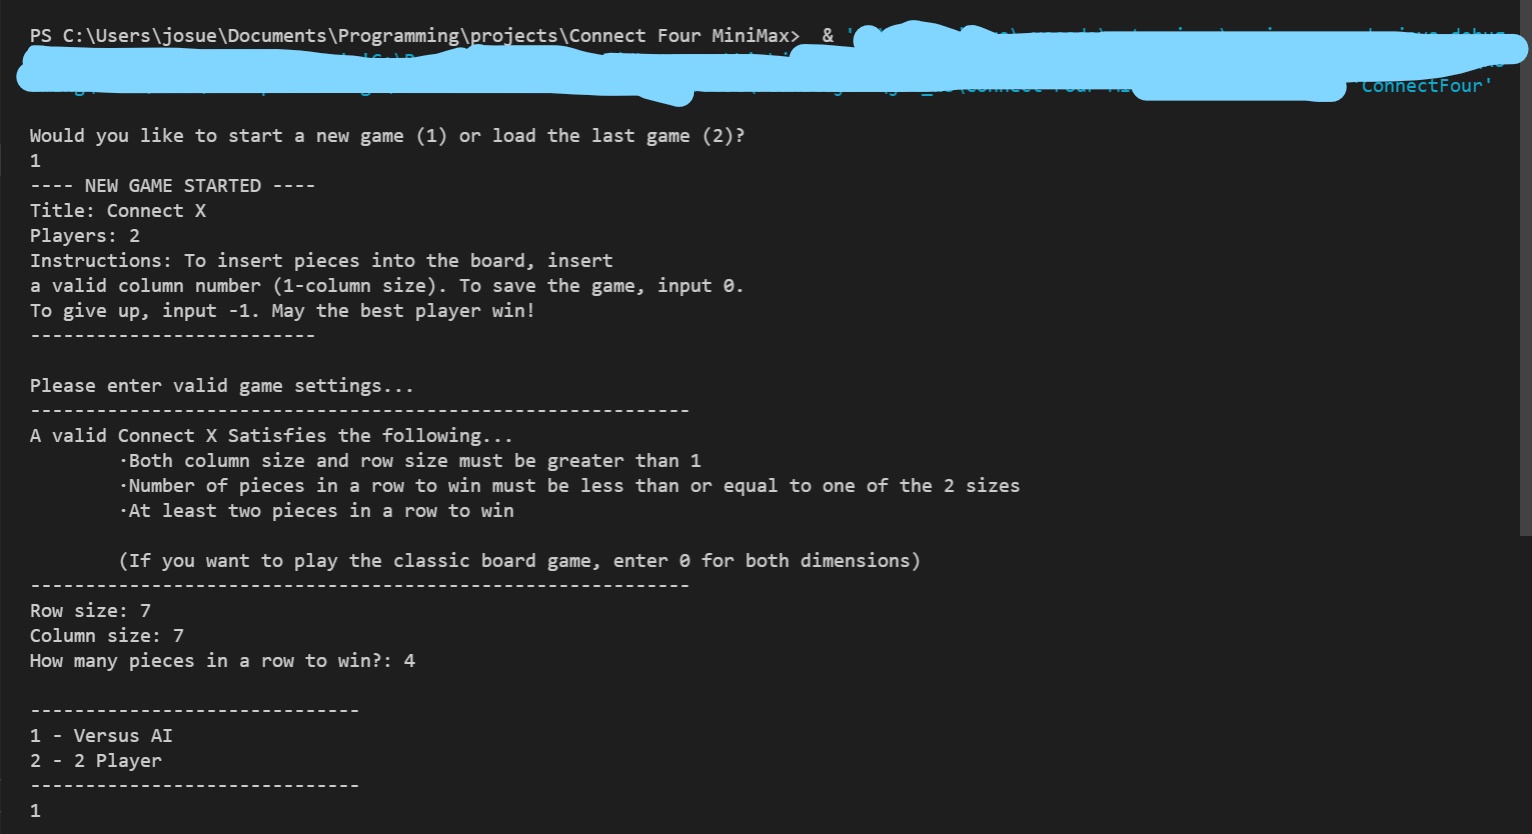 PS C:\Users\josue\Documents\Programming\projects\Connect Four MiniMax>  & '
'ConnectFour'
Would you like to start a new game (1) or load the last game (2)?
1
---- NEW GAME STARTED ----
Title: Connect X
Players: 2
Instructions: To insert pieces into the board, insert
a valid column number (1-column size). To save the game, input 0.
To give up, input -1. May the best player win!
--------------------------
Please enter valid game settings...
------------------------------------------------------------
A valid Connect X Satisfies the following...
·Both column size and row size must be greater than 1
·Number of pieces in a row to win must be less than or equal to one of the 2 sizes
·At least two pieces in a row to win
(If you want to play the classic board game, enter 0 for both dimensions)
------------------------------------------------------------
Row size: 7
Column size: 7
How many pieces in a row to win?: 4
------------------------------
1 - Versus AI
2 - 2 Player
------------------------------
1